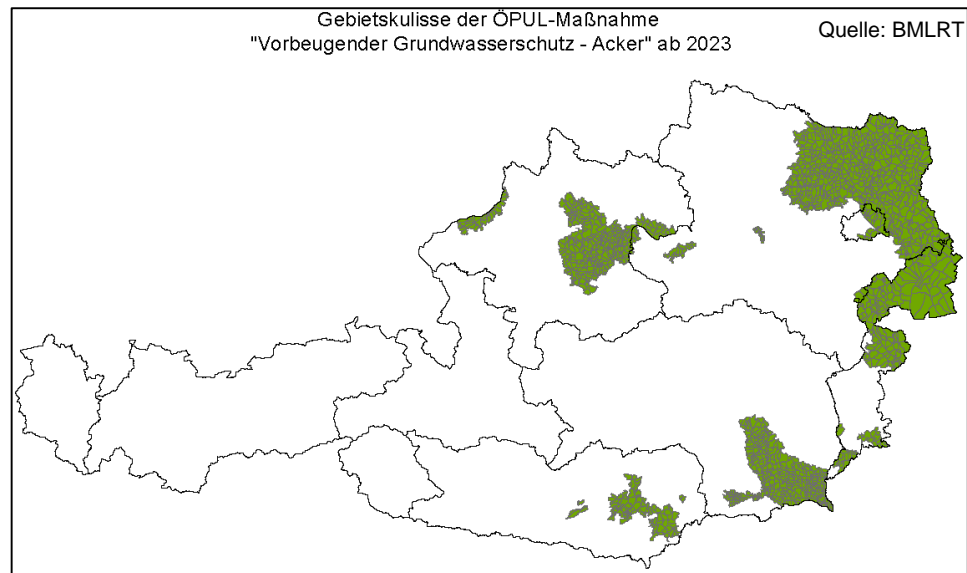 Gebietskulisse der ÖPUL-Maßnahme
"Vorbeugender Grundwasserschutz - Acker" ab 2023
Quelle: BMLRT